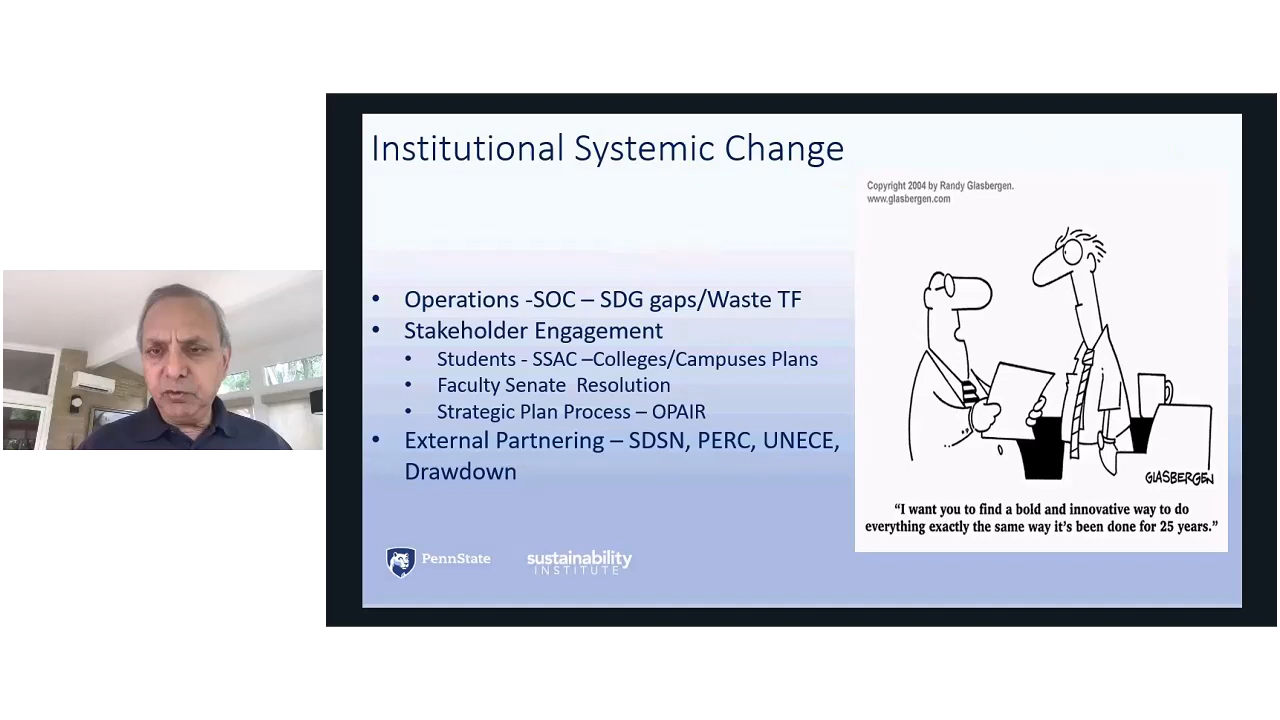 Institutional Systemic Change
Copyright 2004 by Randy Glasbergen.
www.glasbergen.com
• Operations -SOC – SDG gaps/Waste TF
• Stakeholder Engagement
• Students - SSAC –Colleges/Campuses Plans
• Faculty Senate Resolution
• Strategic Plan Process – OPAIR
• External Partnering – SDSN, PERC, UNECE,
Drawdown
GLASBERGEN
“I want you to find a bold and innovative way to do
everything exactly the same way it’s been done for 25 years.”
PennState
sustainability
INSTITUTE